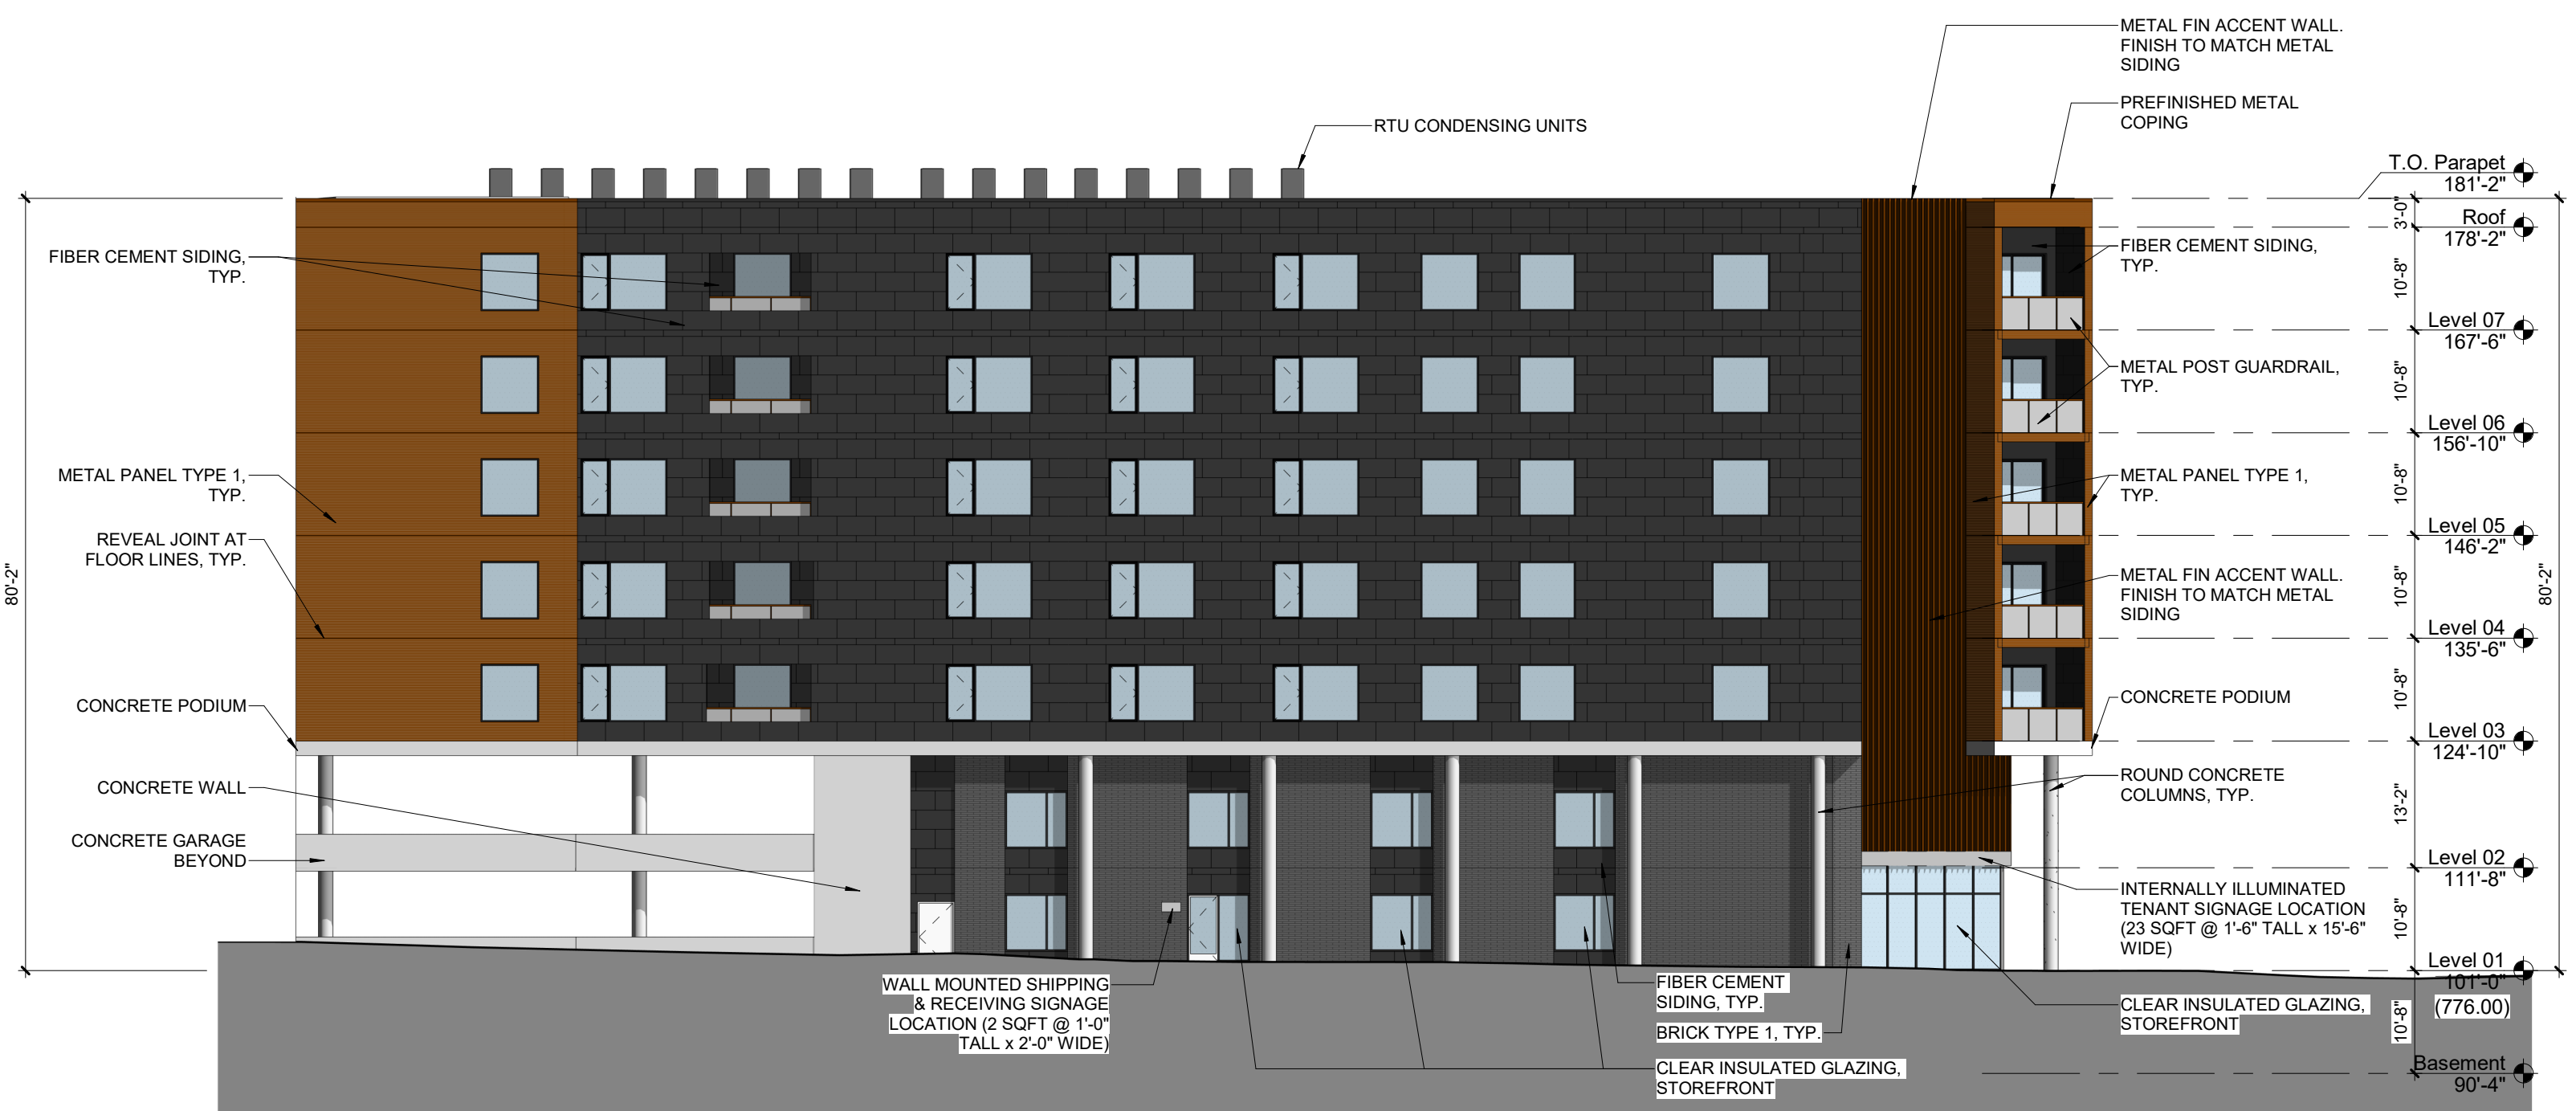 METAL FIN ACCENT WALL.
FINISH TO MATCH METAL
SIDING
PREFINISHED METAL
COPING
RTU CONDENSING UNITS
T.O. Parapet
181'-2"
3'-0"
Roof
178'-2"
FIBER CEMENT SIDING,
TYP.
FIBER CEMENT SIDING,
TYP.
10'-8"
Level 07
167'-6"
METAL POST GUARDRAIL,
TYP.
10'-8"
Level 06
156'-10"
METAL PANEL TYPE 1,
TYP.
METAL PANEL TYPE 1,
TYP.
10'-8"
Level 05
146'-2"
REVEAL JOINT AT
FLOOR LINES, TYP.
80'-2"
METAL FIN ACCENT WALL.
FINISH TO MATCH METAL
SIDING
10'-8"
80'-2"
Level 04
135'-6"
CONCRETE PODIUM
CONCRETE PODIUM
10'-8"
Level 03
124'-10"
CONCRETE WALL
ROUND CONCRETE
COLUMNS, TYP.
13'-2"
CONCRETE GARAGE
BEYOND
Level 02
111'-8"
INTERNALLY ILLUMINATED
TENANT SIGNAGE LOCATION
(23 SQFT @ 1'-6" TALL x 15'-6"
WIDE)
10'-8"
Level 01
101'-0"
(776.00)
WALL MOUNTED SHIPPING
& RECEIVING SIGNAGE
LOCATION (2 SQFT @ 1'-0"
TALL x 2'-0" WIDE)
FIBER CEMENT
SIDING, TYP.
BRICK TYPE 1, TYP.
CLEAR INSULATED GLAZING,
STOREFRONT
CLEAR INSULATED GLAZING,
STOREFRONT
10'-8"
Basement
90'-4"